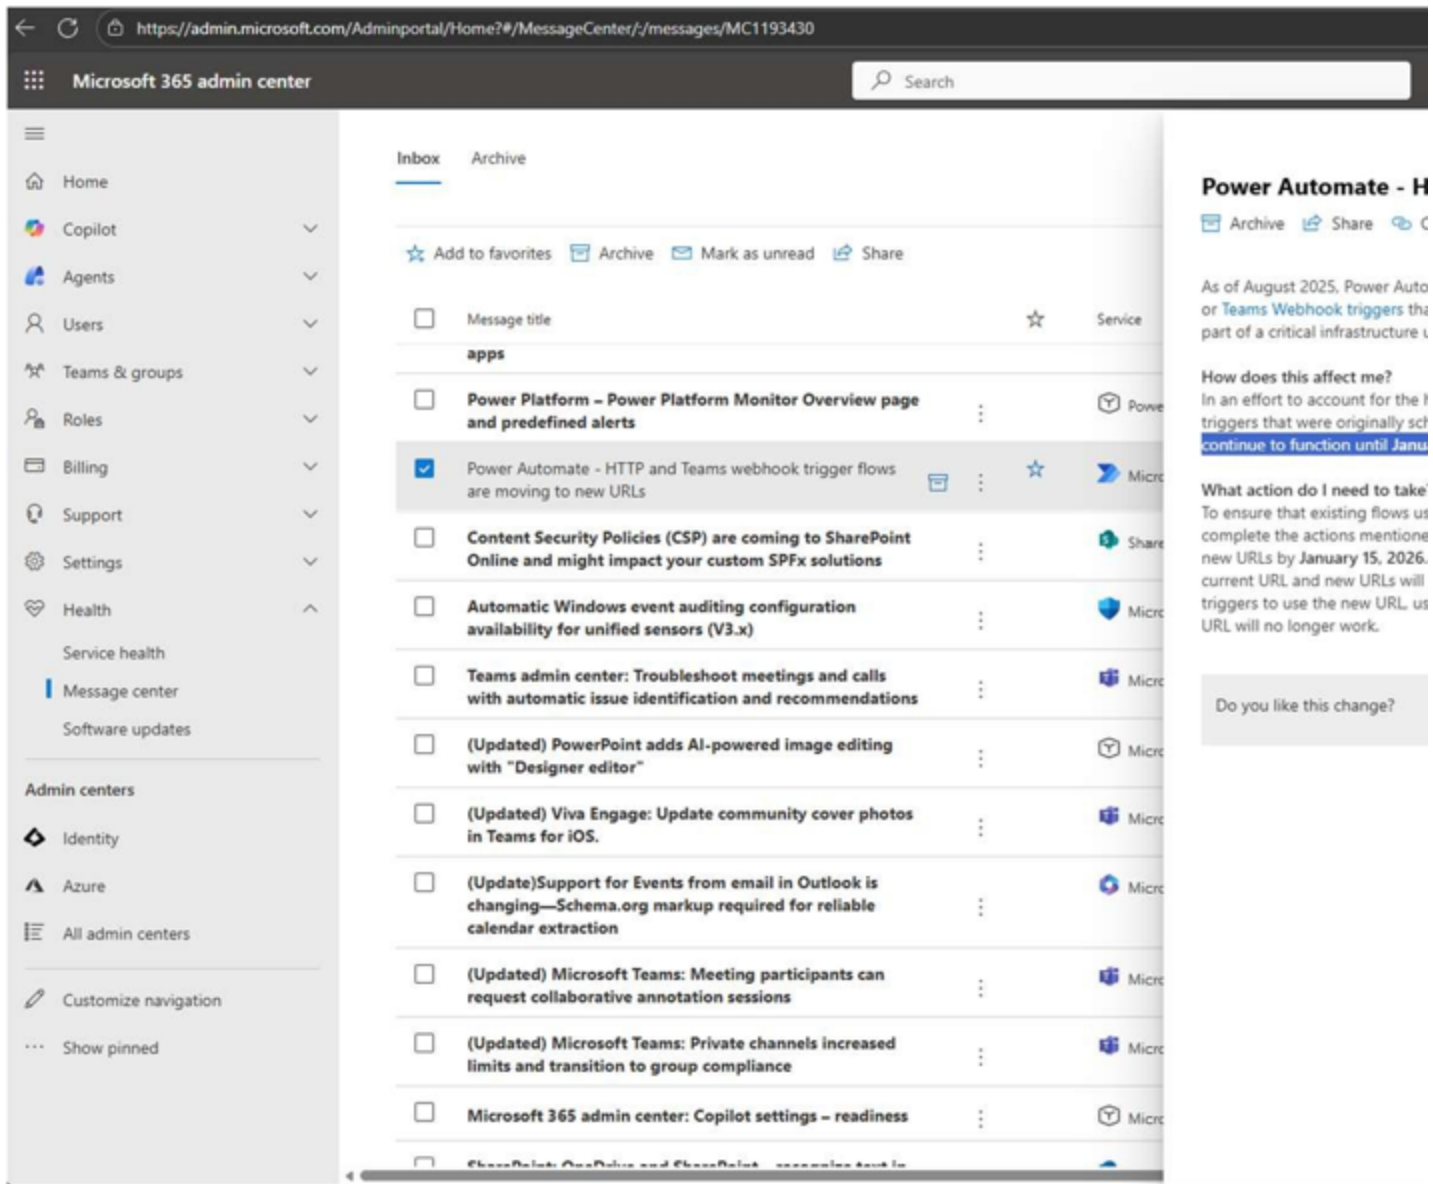 https://admin.microsoft.com/Adminportal/Home?#/MessageCenter/:/messages/MC1193430
Microsoft 365 admin center
Search
Home
Copilot
Agents
Users
Teams & groups
Roles
Billing
Support
Settings
Health
Service health
Message center
Software updates
Admin centers
Identity
Azure
All admin centers
Customize navigation
Show pinned
Inbox Archive
Add to favorites Archive Mark as unread Share
Message title Service
apps
Power Platform – Power Platform Monitor Overview page
and predefined alerts
Powe
Power Automate - HTTP and Teams webhook trigger flows
are moving to new URLs
Micro
Content Security Policies (CSP) are coming to SharePoint
Online and might impact your custom SPFx solutions
Share
Automatic Windows event auditing configuration
availability for unified sensors (V3.x)
Micro
Teams admin center: Troubleshoot meetings and calls
with automatic issue identification and recommendations
Micro
(Updated) PowerPoint adds AI-powered image editing
with "Designer editor"
Micro
(Updated) Viva Engage: Update community cover photos
in Teams for iOS.
Micro
(Update)Support for Events from email in Outlook is
changing—Schema.org markup required for reliable
calendar extraction
Micro
(Updated) Microsoft Teams: Meeting participants can
request collaborative annotation sessions
Micro
(Updated) Microsoft Teams: Private channels increased
limits and transition to group compliance
Micro
Microsoft 365 admin center: Copilot settings – readiness
Micro
SharePoint: OneDrive and SharePoint
Power Automate - H
Archive Share C
As of August 2025, Power Auto
or Teams Webhook triggers tha
part of a critical infrastructure u
How does this affect me?
In an effort to account for the h
triggers that were originally sch
continue to function until Janua
What action do I need to take?
To ensure that existing flows us
complete the actions mentione
new URLs by January 15, 2026.
current URL and new URLs will
triggers to use the new URL, us
URL will no longer work.
Do you like this change?